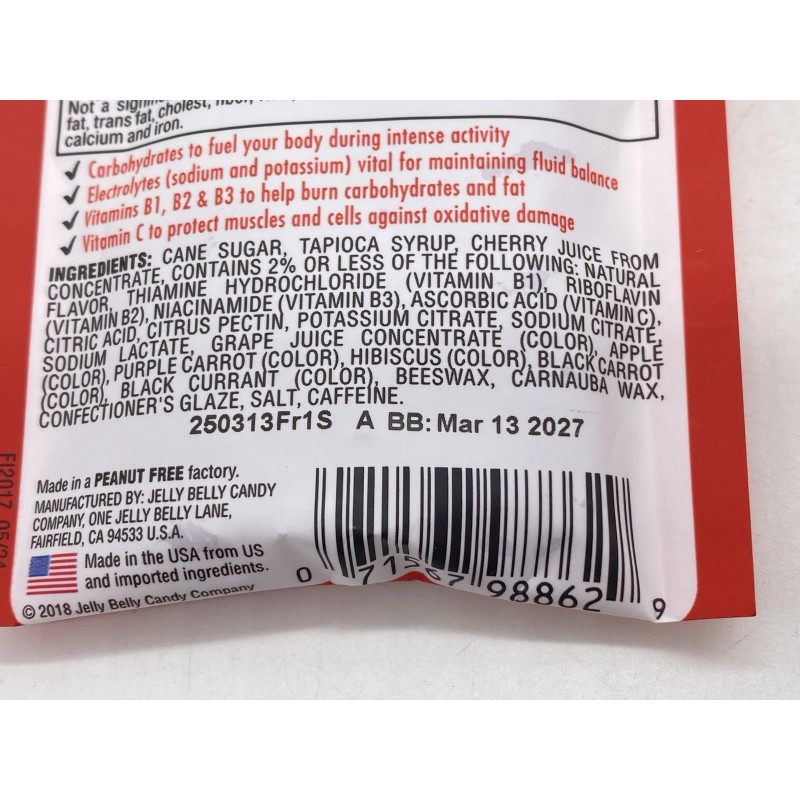 Not a
fat, trans fat, cholest,
calcium and iron.
✓ Carbohydrates to fuel your body during intense activity
✓ Electrolytes (sodium and potassium) vital for maintaining fluid balance
✓ Vitamins B1, B2 & B3 to help burn carbohydrates and fat
✓ Vitamin C to protect muscles and cells against oxidative damage
INGREDIENTS: CANE SUGAR, TAPIOCA SYRUP, CHERRY JUICE FROM
CONCENTRATE, CONTAINS 2% OR LESS OF THE FOLLOWING: NATURAL
FLAVOR, THIAMINE HYDROCHLORIDE (VITAMIN B1), RIBOFLAVIN
(VITAMIN B2), NIACINAMIDE (VITAMIN B3), ASCORBIC ACID (VITAMIN C),
CITRIC ACID, CITRUS PECTIN, POTASSIUM CITRATE, SODIUM CITRATE,
SODIUM LACTATE, GRAPE JUICE CONCENTRATE (COLOR), APPLE
(COLOR), PURPLE CARROT (COLOR), HIBISCUS (COLOR), BLACK CARROT
(COLOR), BLACK CURRANT (COLOR), BEESWAX, CARNAUBA WAX,
CONFECTIONER'S GLAZE, SALT, CAFFEINE.
250313Fr1S A BB: Mar 13 2027
Made in a PEANUT FREE factory.
MANUFACTURED BY: JELLY BELLY CANDY
COMPANY, ONE JELLY BELLY LANE,
FAIRFIELD, CA 94533 U.S.A.
Made in the USA from US
and imported ingredients.
© 2018 Jelly Belly Candy Company
0 71567 98862 9
FI2017